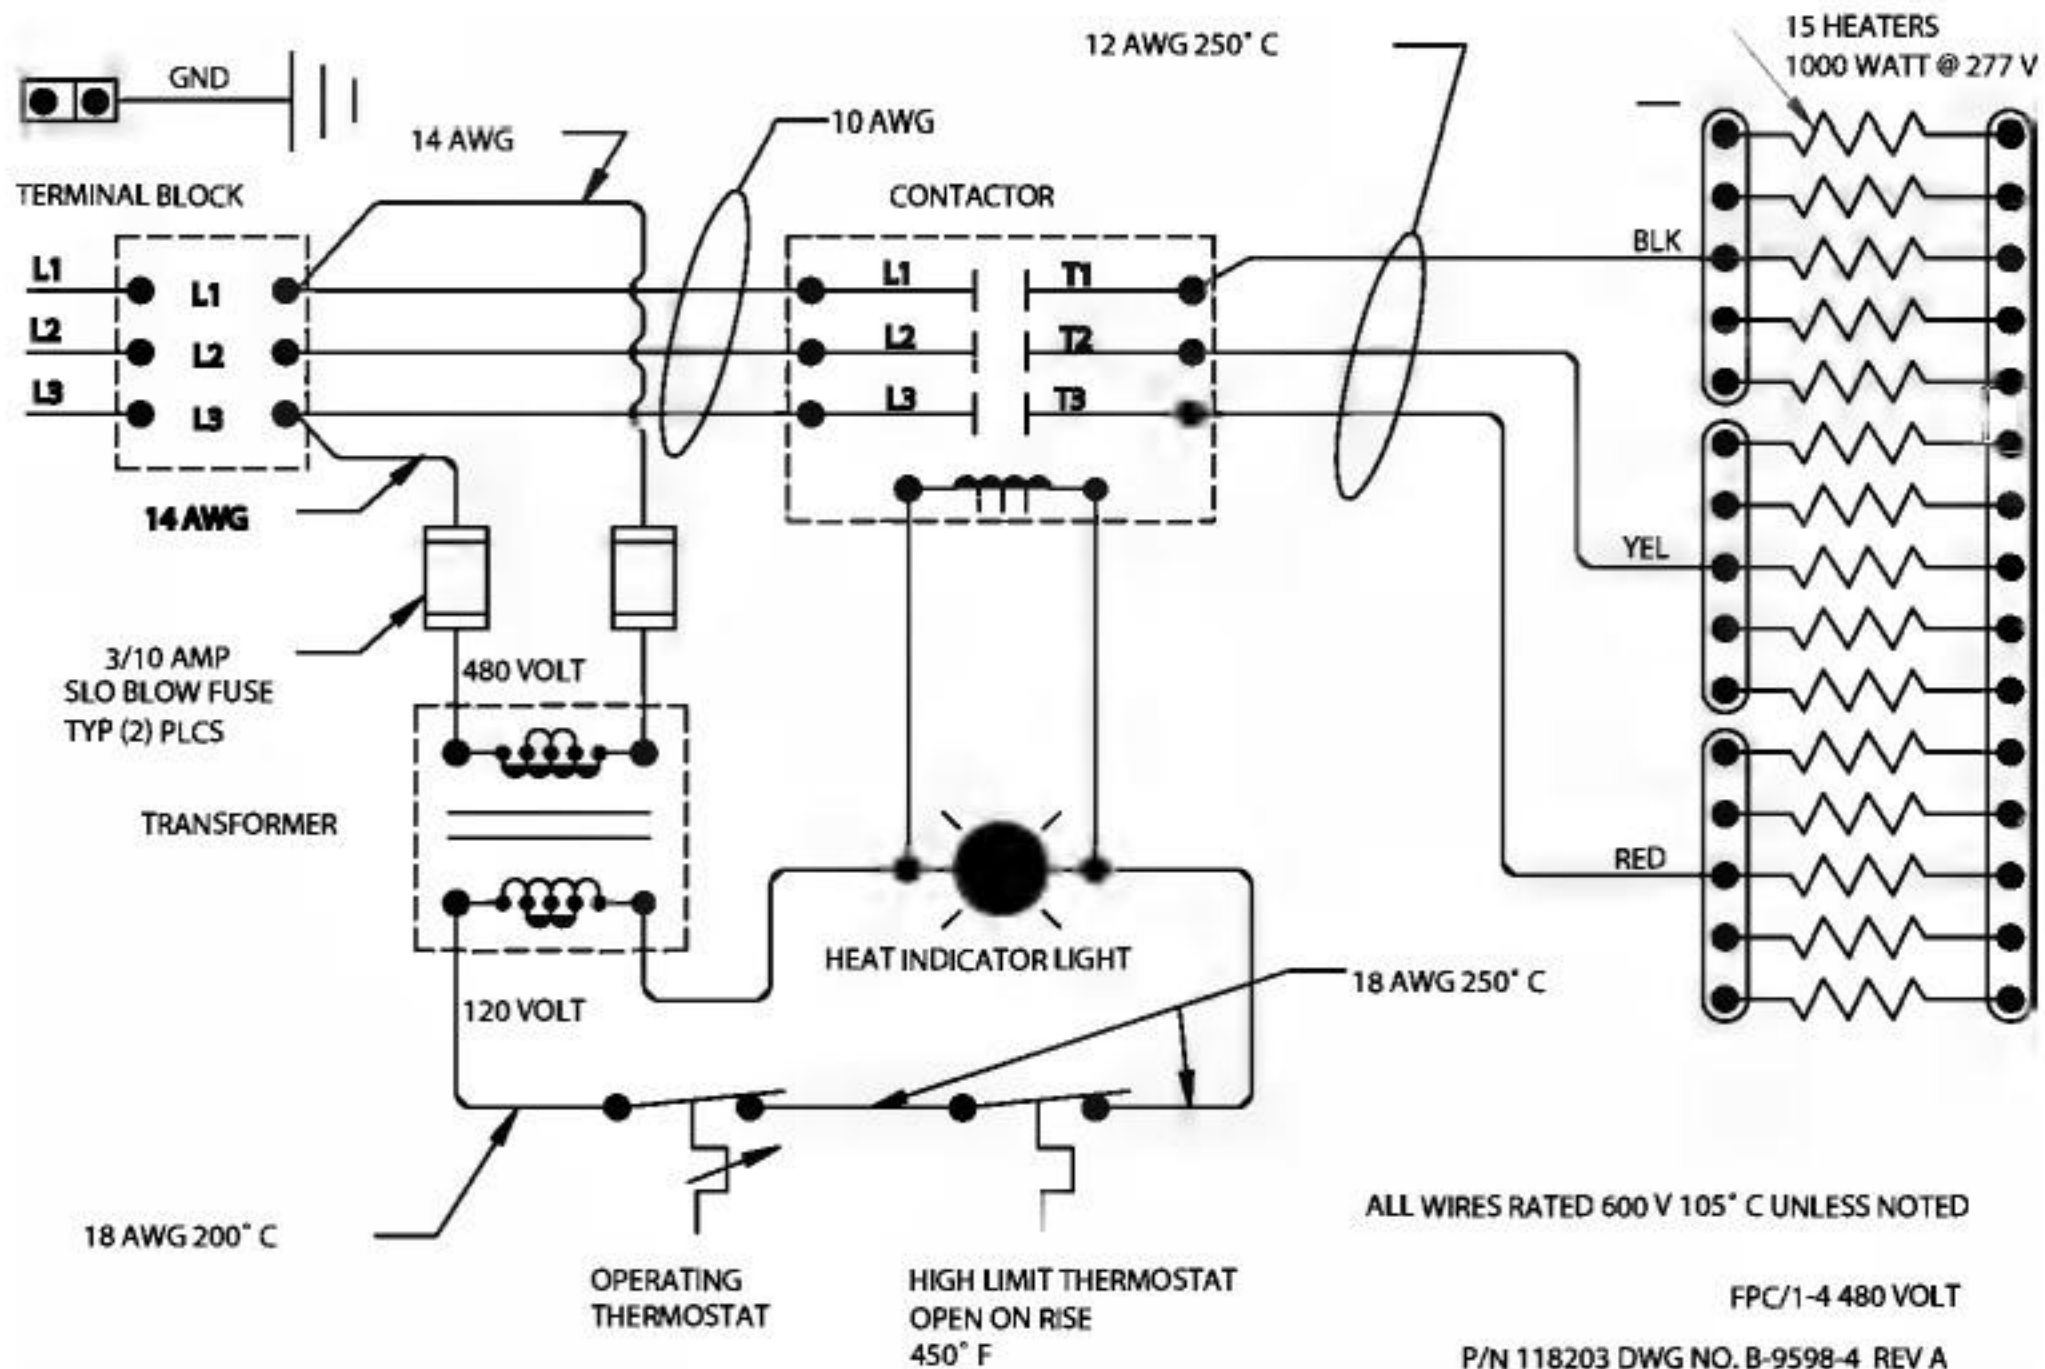 15 HEATERS
1000 WATT @ 277 V
12 AWG 250° C
GND
14 AWG
10 AWG
TERMINAL BLOCK
CONTACTOR
BLK
L1
L1
L1
T1
L2
L2
L2
T2
L3
L3
L3
T3
14 AWG
YEL
3/10 AMP
SLO BLOW FUSE
TYP (2) PLCS
480 VOLT
TRANSFORMER
RED
HEAT INDICATOR LIGHT
18 AWG 250° C
120 VOLT
18 AWG 200° C
ALL WIRES RATED 600 V 105° C UNLESS NOTED
OPERATING
THERMOSTAT
HIGH LIMIT THERMOSTAT
OPEN ON RISE
450° F
FPC/1-4 480 VOLT
P/N 118203 DWG NO. B-9598-4 REV A